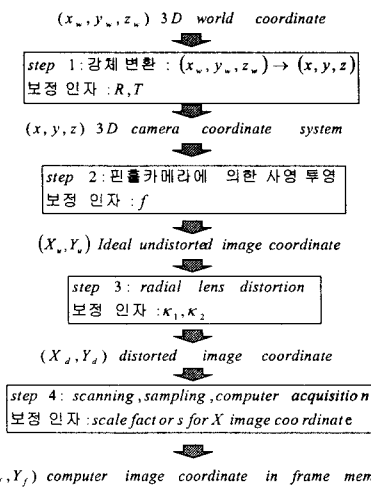 (x_w, y_w, z_w) 3D world coordinate
step 1:강체 변환 : (x_w, y_w, z_w) → (x, y, z)
보정 인자 : R, T
(x, y, z) 3D camera coordinate system
step 2 : 핀홀카메라에 의한 사영 투영
보정 인자 : f
(X_u, Y_u) Ideal undistorted image coordinate
step 3 : radial lens distortion
보정 인자 : κ₁, κ₂
(X_d, Y_d) distorted image coordinate
step 4 : scanning, sampling, computer acquisition
보정 인자 : scale factor s for X image coordinate
, Y_f) computer image coordinate in frame mem